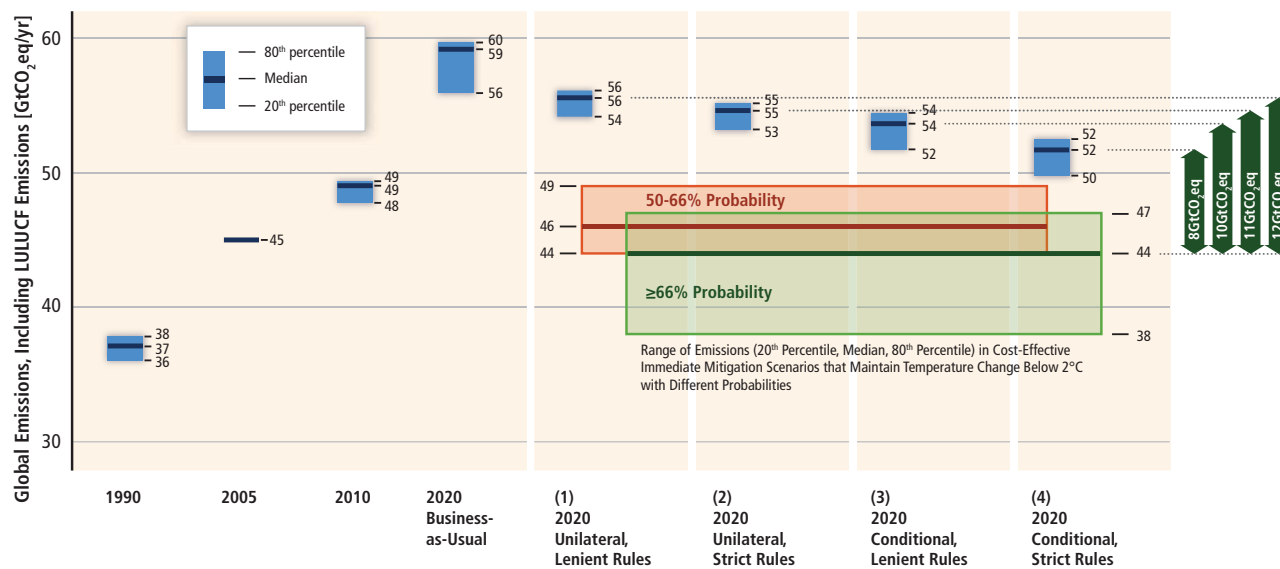 Global Emissions, Including LULUCF Emissions [GtCO2eq/yr]
60
50
40
30
80th percentile
Median
20th percentile
38
37
36
45
49
49
48
60
59
56
56
56
54
55
55
53
54
54
52
52
52
50
49
46
44
50-66% Probability
≥66% Probability
47
44
38
Range of Emissions (20th Percentile, Median, 80th Percentile) in Cost-Effective
Immediate Mitigation Scenarios that Maintain Temperature Change Below 2°C
with Different Probabilities
8GtCO2eq
10GtCO2eq
11GtCO2eq
12GtCO2eq
1990
2005
2010
2020
Business-
as-Usual
(1)
2020
Unilateral,
Lenient Rules
(2)
2020
Unilateral,
Strict Rules
(3)
2020
Conditional,
Lenient Rules
(4)
2020
Conditional,
Strict Rules